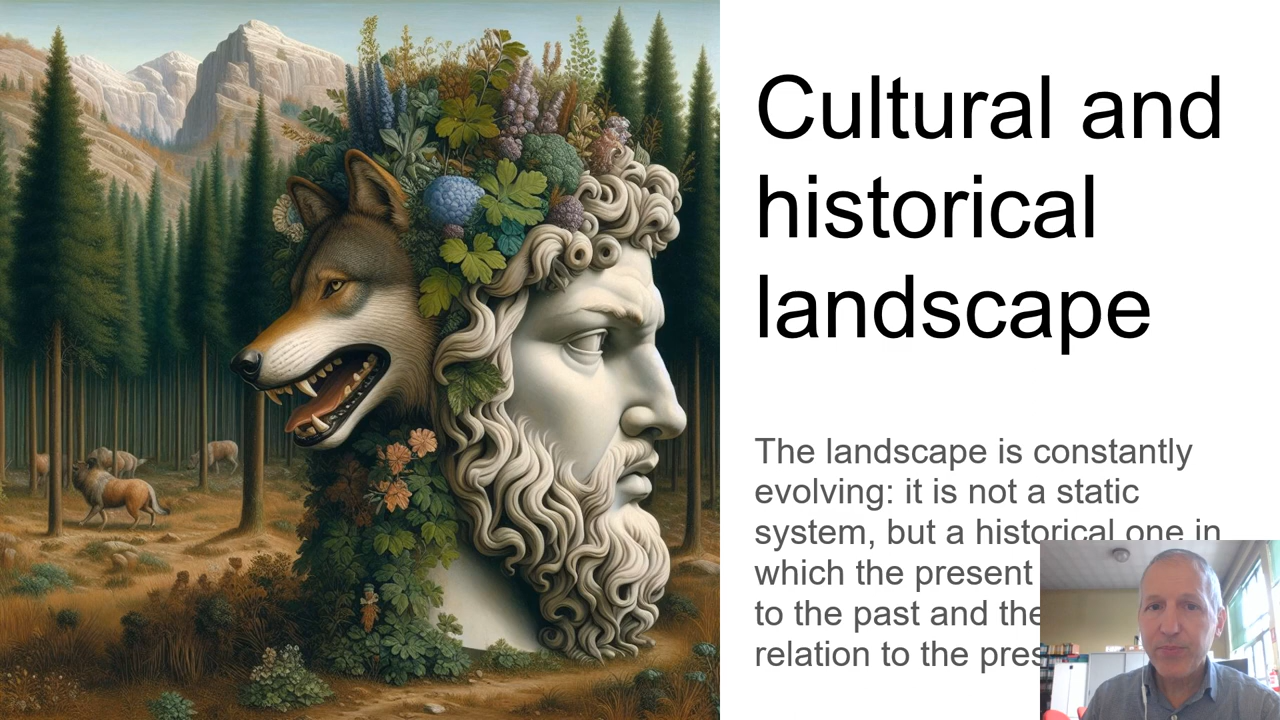 Cultural and
historical
landscape
The landscape is constantly
evolving: it is not a static
system, but a historical one in
which the present
to the past and the
relation to the